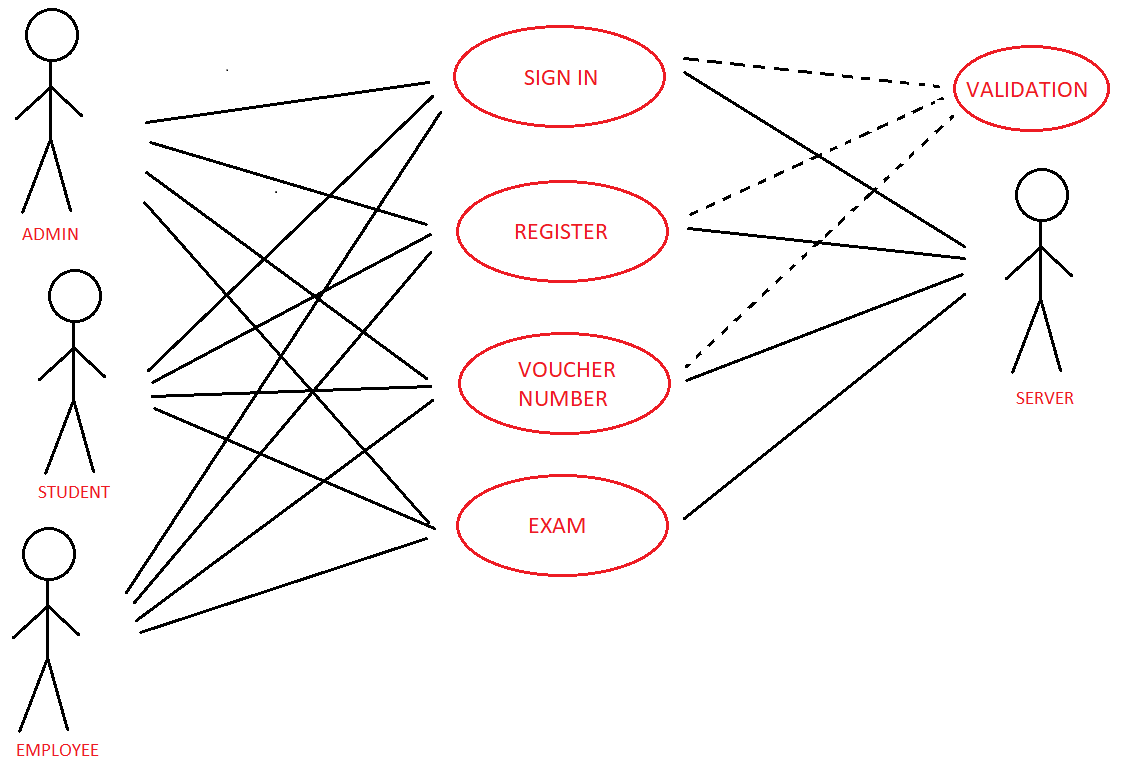 SIGN IN
VALIDATION
ADMIN
REGISTER
VOUCHER
NUMBER
SERVER
STUDENT
EXAM
EMPLOYEE